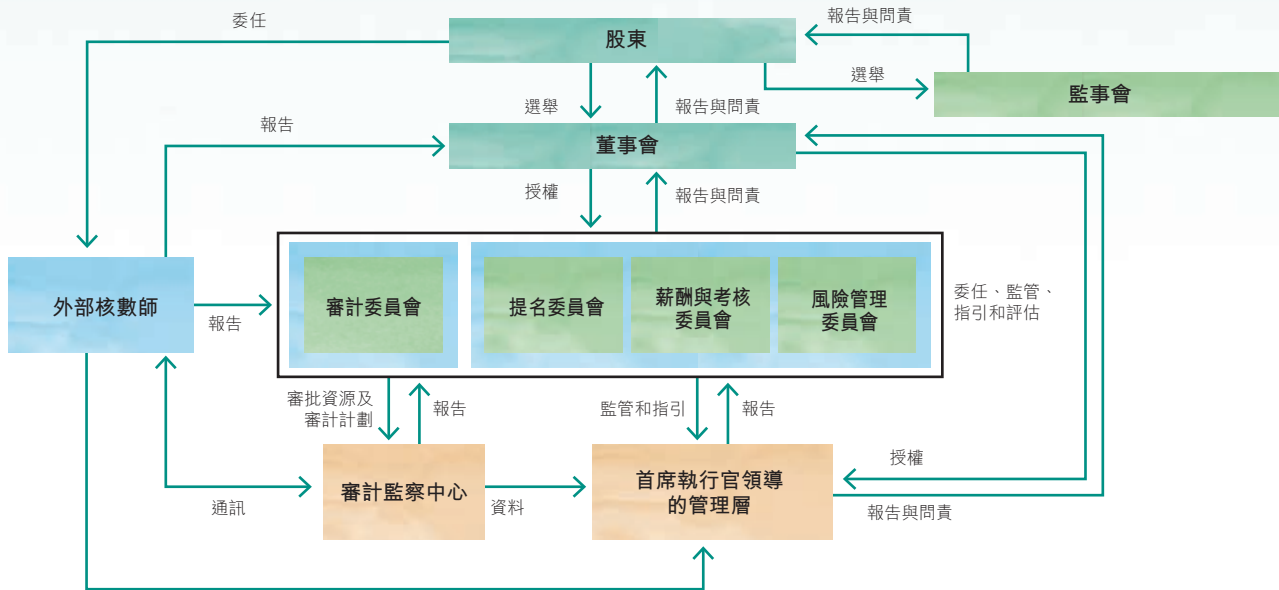 委任
股東
報告與問責
選舉
監事會
選舉
報告與問責
報告
董事會
授權
報告與問責
外部核數師
報告
審計委員會
提名委員會
薪酬與考核
委員會
風險管理
委員會
委任、監管、
指引和評估
審批資源及
審計計劃
報告
監管和指引
報告
審計監察中心
首席執行官領導
的管理層
通訊
資料
授權
報告與問責